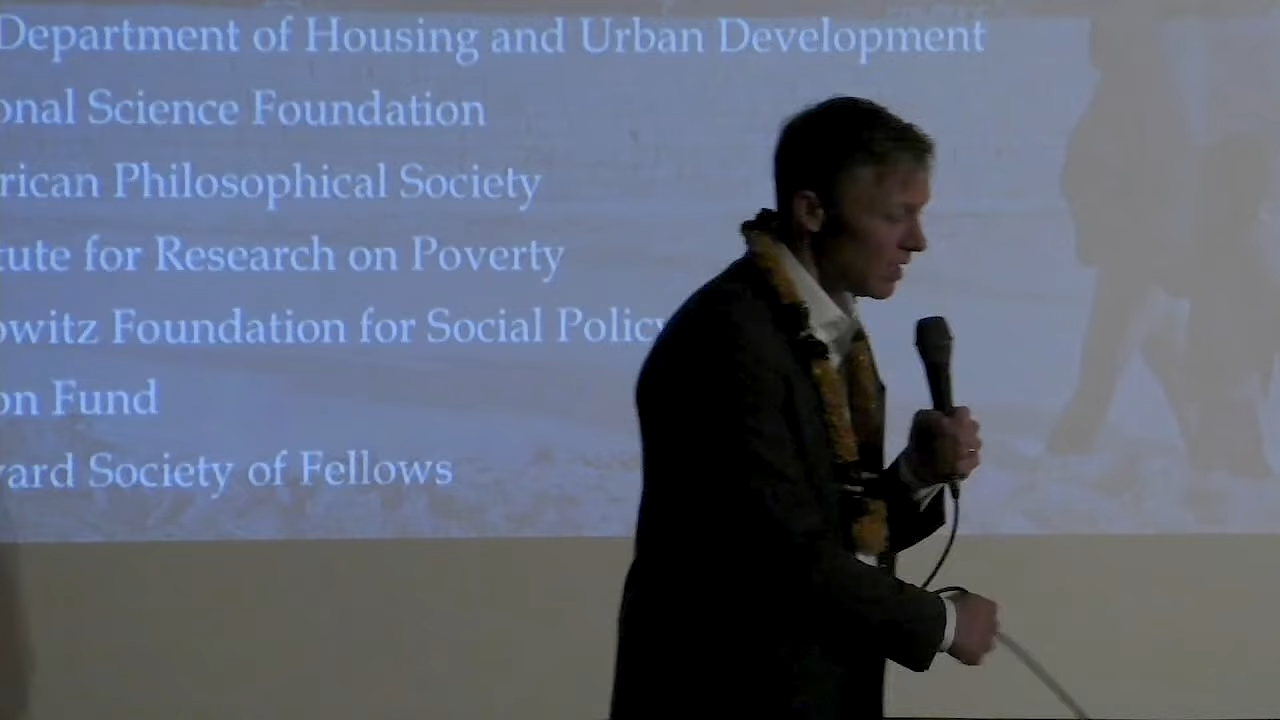 Department of Housing and Urban Development
onal Science Foundation
rican Philosophical Society
tute for Research on Poverty
owitz Foundation for Social Policy
on Fund
vard Society of Fellows